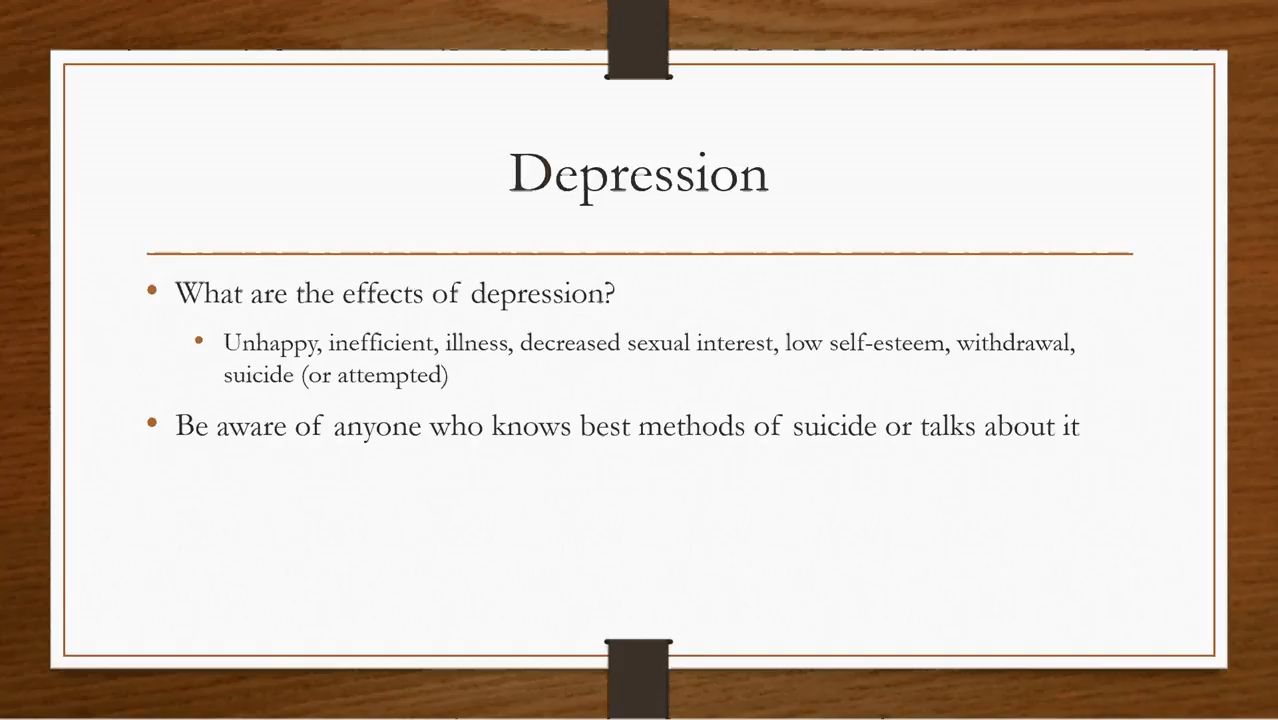 Depression
• What are the effects of depression?
• Unhappy, inefficient, illness, decreased sexual interest, low self-esteem, withdrawal,
suicide (or attempted)
• Be aware of anyone who knows best methods of suicide or talks about it